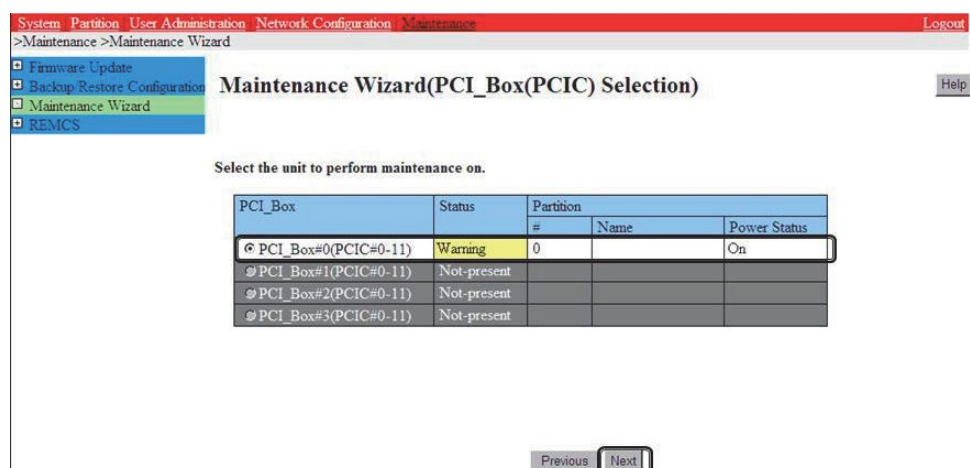 System Partition User Administration Network Configuration Maintenance Logout
>Maintenance >Maintenance Wizard
Firmware Update
Backup/Restore Configuration
Maintenance Wizard
REMCS
Maintenance Wizard(PCI_Box(PCIC) Selection)
Help
Select the unit to perform maintenance on.
PCI_Box Status Partition
# Name Power Status
PCI_Box#0(PCIC#0-11) Warning 0 On
PCI_Box#1(PCIC#0-11) Not-present
PCI_Box#2(PCIC#0-11) Not-present
PCI_Box#3(PCIC#0-11) Not-present
Previous Next